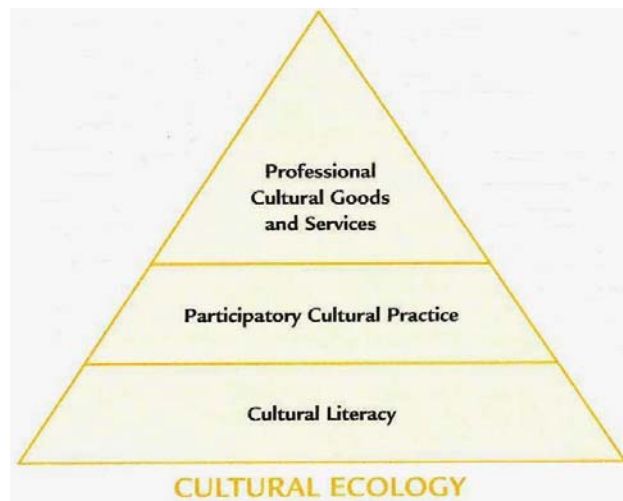 Professional
Cultural Goods
and Services
Participatory Cultural Practice
Cultural Literacy
CULTURAL ECOLOGY